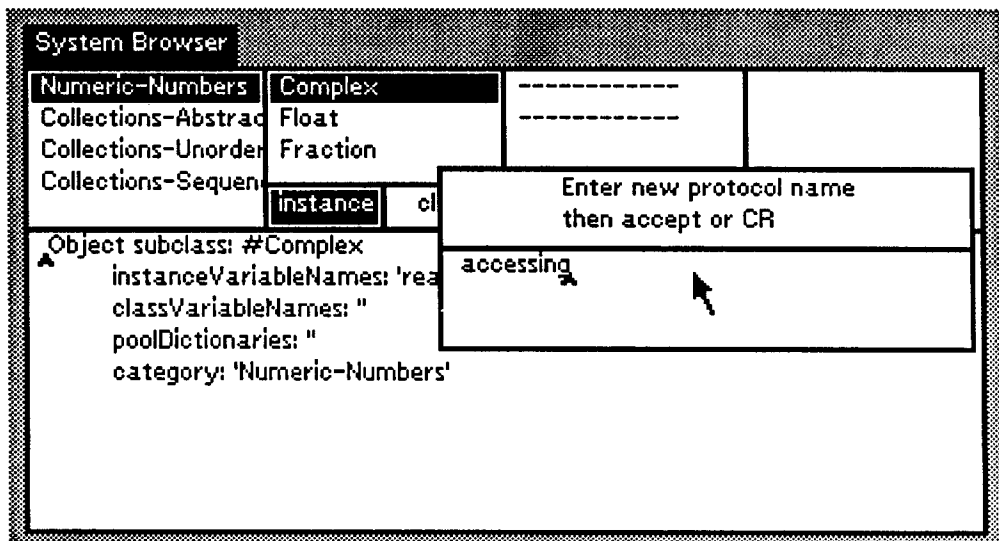 System Browser
Numeric-Numbers
Collections-Abstrac
Collections-Unorder
Collections-Sequen
Complex
Float
Fraction
instance cl
------------
------------
Enter new protocol name
then accept or CR
accessing
Object subclass: #Complex
instanceVariableNames: 'rea
classVariableNames: ''
poolDictionaries: ''
category: 'Numeric-Numbers'